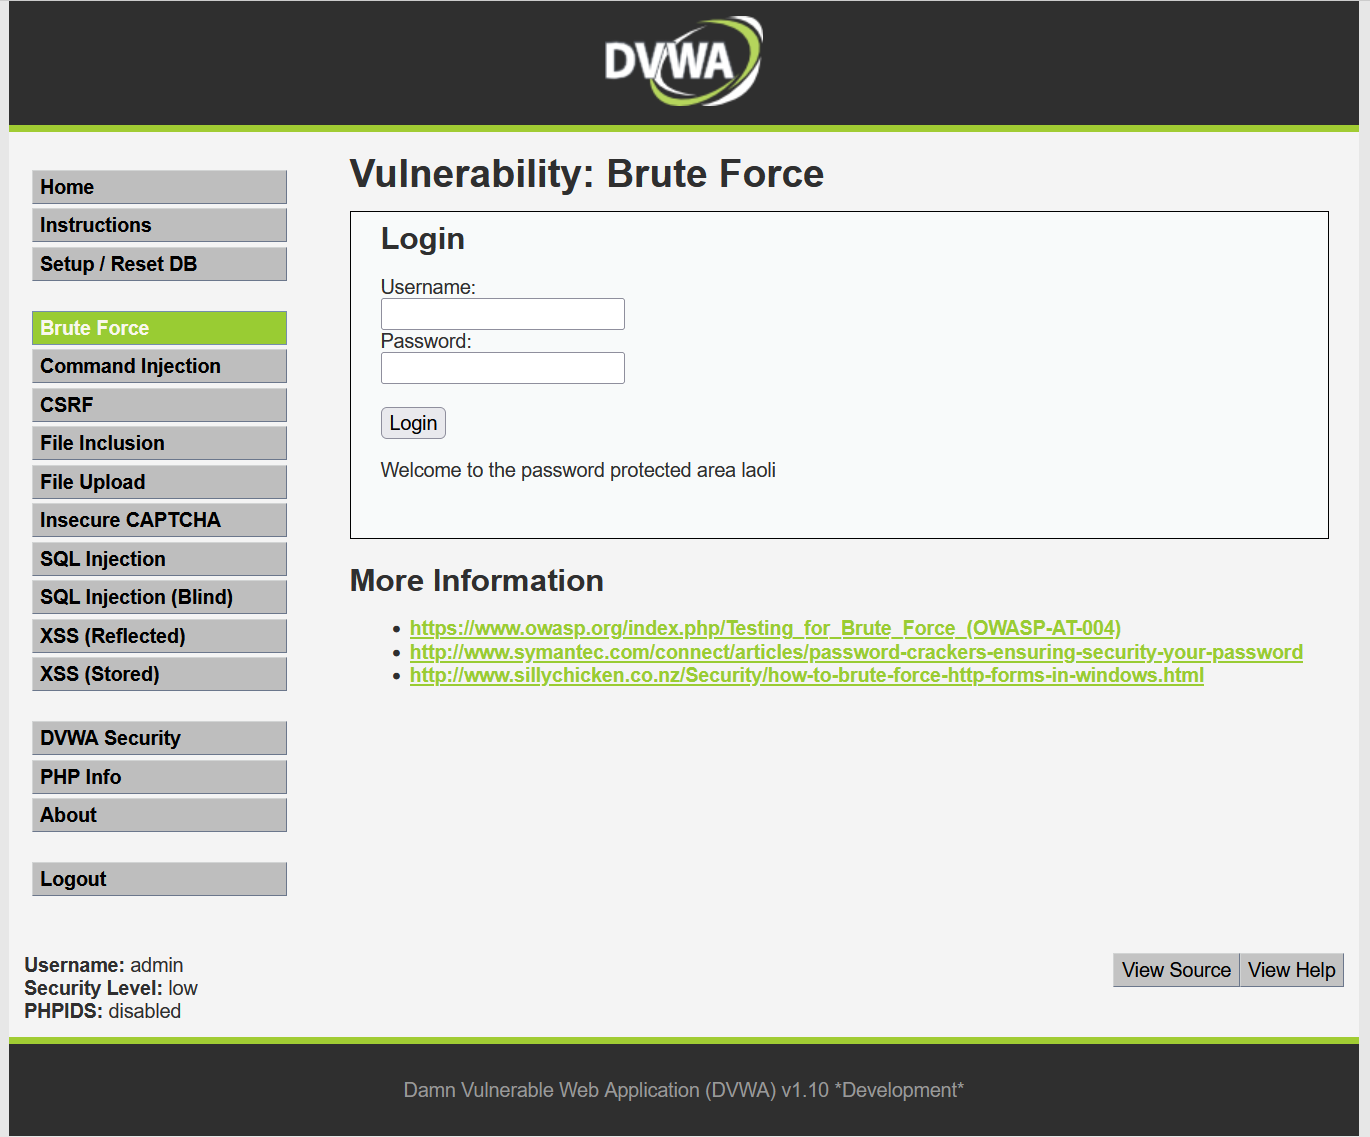 DVWA
Vulnerability: Brute Force
Home
Instructions
Setup / Reset DB
Brute Force
Command Injection
CSRF
File Inclusion
File Upload
Insecure CAPTCHA
SQL Injection
SQL Injection (Blind)
XSS (Reflected)
XSS (Stored)
DVWA Security
PHP Info
About
Logout
Login
Username:
Password:
Login
Welcome to the password protected area laoli
More Information
https://www.owasp.org/index.php/Testing_for_Brute_Force_(OWASP-AT-004)
http://www.symantec.com/connect/articles/password-crackers-ensuring-security-your-password
http://www.sillychicken.co.nz/Security/how-to-brute-force-http-forms-in-windows.html
Username: admin
Security Level: low
PHPIDS: disabled
View Source
View Help
Damn Vulnerable Web Application (DVWA) v1.10 *Development*